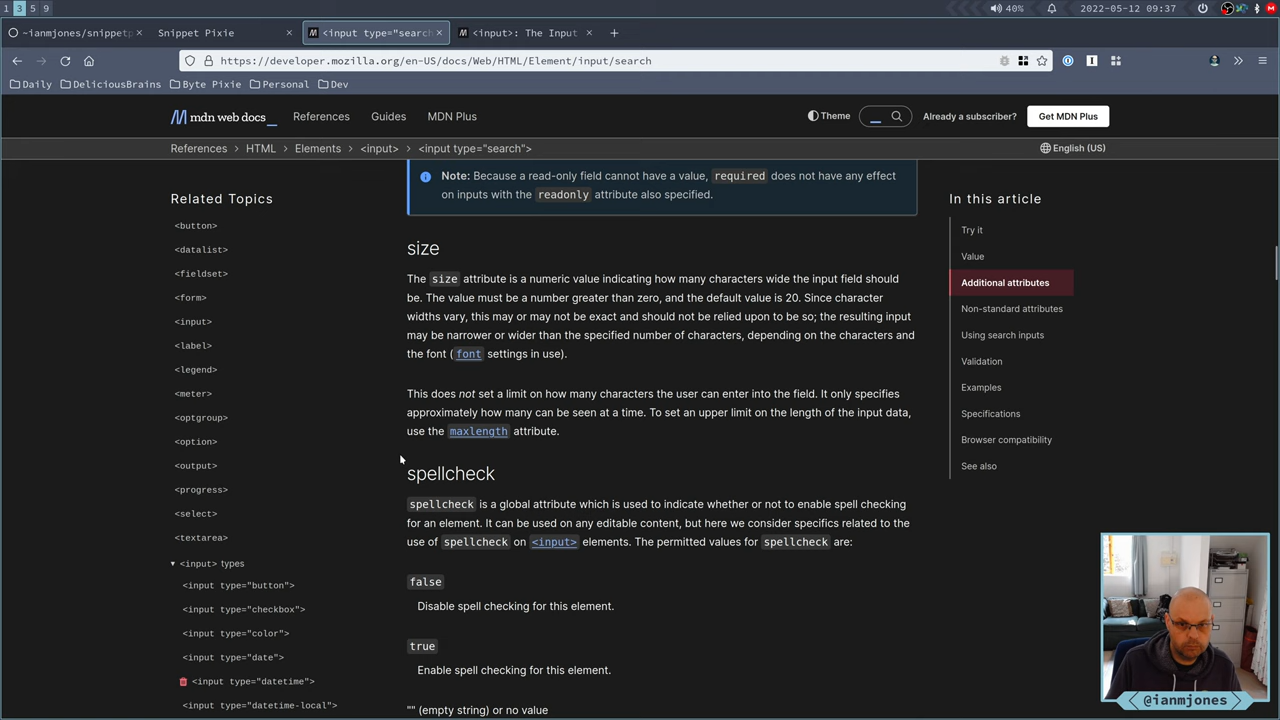 1 3 5 9
40%
2022-05-12 09:37
~ianmjones/snippetp
Snippet Pixie
<input type="search
<input>: The Input
https://developer.mozilla.org/en-US/docs/Web/HTML/Element/input/search
Daily
DeliciousBrains
Byte Pixie
Personal
Dev
mdn web docs_
References
Guides
MDN Plus
Theme
Already a subscriber?
Get MDN Plus
References > HTML > Elements > <input> > <input type="search">
English (US)
Related Topics
<button>
<datalist>
<fieldset>
<form>
<input>
<label>
<legend>
<meter>
<optgroup>
<option>
<output>
<progress>
<select>
<textarea>
<input> types
<input type="button">
<input type="checkbox">
<input type="color">
<input type="date">
<input type="datetime">
<input type="datetime-local">
Note: Because a read-only field cannot have a value, required does not have any effect
on inputs with the readonly attribute also specified.
size
The size attribute is a numeric value indicating how many characters wide the input field should
be. The value must be a number greater than zero, and the default value is 20. Since character
widths vary, this may or may not be exact and should not be relied upon to be so; the resulting input
may be narrower or wider than the specified number of characters, depending on the characters and
the font (font settings in use).
This does not set a limit on how many characters the user can enter into the field. It only specifies
approximately how many can be seen at a time. To set an upper limit on the length of the input data,
use the maxlength attribute.
spellcheck
spellcheck is a global attribute which is used to indicate whether or not to enable spell checking
for an element. It can be used on any editable content, but here we consider specifics related to the
use of spellcheck on <input> elements. The permitted values for spellcheck are:
false
Disable spell checking for this element.
true
Enable spell checking for this element.
"" (empty string) or no value
In this article
Try it
Value
Additional attributes
Non-standard attributes
Using search inputs
Validation
Examples
Specifications
Browser compatibility
See also
@ianmjones